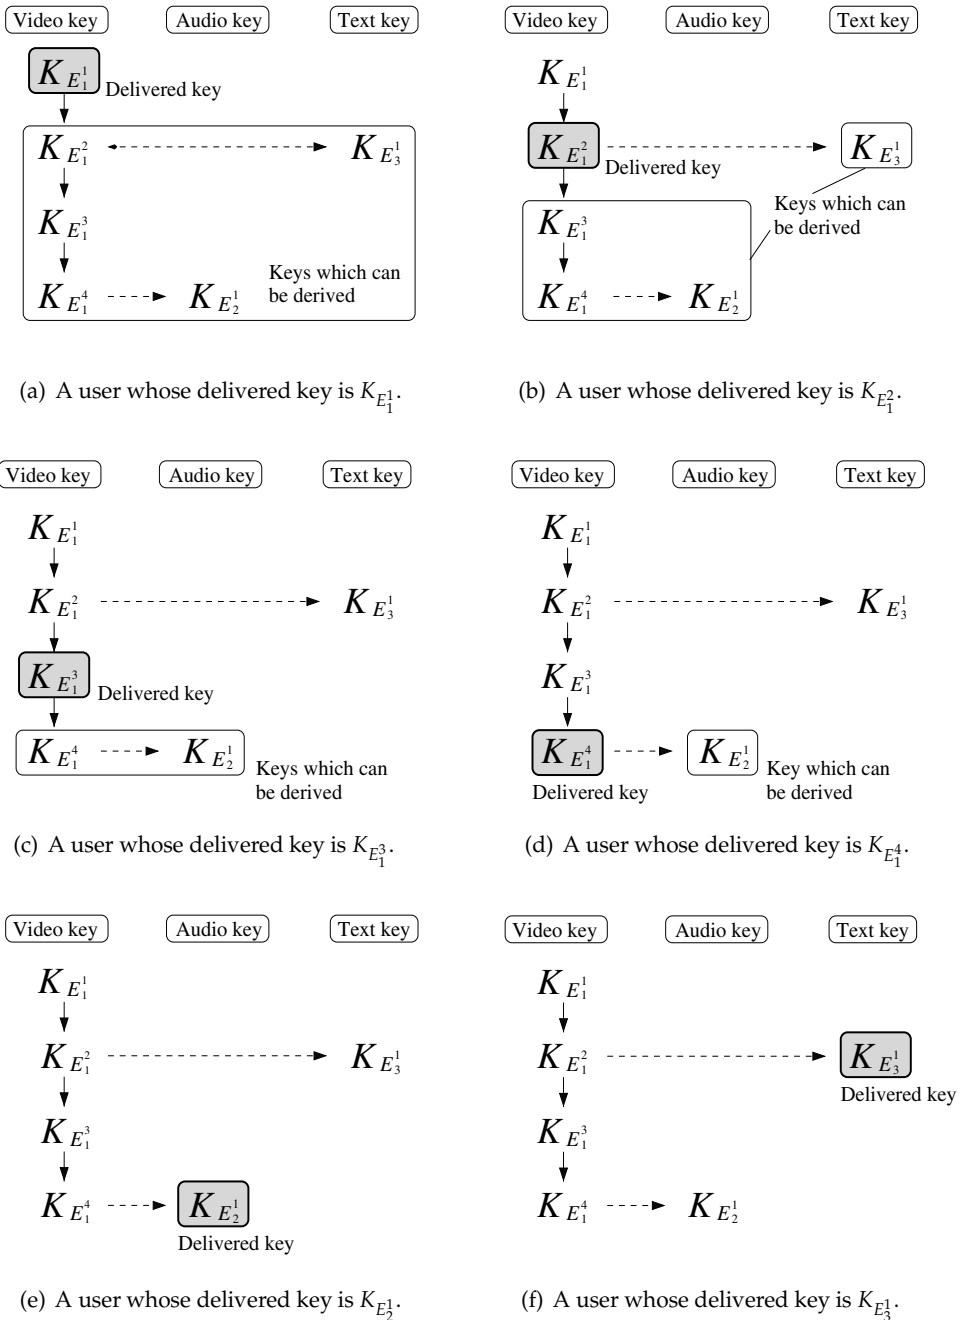 Video key Audio key Text key
K_{E_1^1} Delivered key
K_{E_1^2} K_{E_3^1}
K_{E_1^3}
Keys which can
be derived
K_{E_1^4} K_{E_2^1}
(a) A user whose delivered key is K_{E_1^1}.
Video key Audio key Text key
K_{E_1^1}
K_{E_1^2} Delivered key K_{E_3^1}
Keys which can
be derived
K_{E_1^3}
K_{E_1^4} K_{E_2^1}
(b) A user whose delivered key is K_{E_1^2}.
Video key Audio key Text key
K_{E_1^1}
K_{E_1^2} K_{E_3^1}
K_{E_1^3} Delivered key
K_{E_1^4} K_{E_2^1}
Keys which can
be derived
(c) A user whose delivered key is K_{E_1^3}.
Video key Audio key Text key
K_{E_1^1}
K_{E_1^2} K_{E_3^1}
K_{E_1^3}
K_{E_1^4} K_{E_2^1}
Delivered key
Key which can
be derived
(d) A user whose delivered key is K_{E_1^4}.
Video key Audio key Text key
K_{E_1^1}
K_{E_1^2} K_{E_3^1}
K_{E_1^3}
K_{E_1^4} K_{E_2^1}
Delivered key
(e) A user whose delivered key is K_{E_2^1}.
Video key Audio key Text key
K_{E_1^1}
K_{E_1^2} K_{E_3^1}
Delivered key
K_{E_1^3}
K_{E_1^4} K_{E_2^1}
(f) A user whose delivered key is K_{E_3^1}.